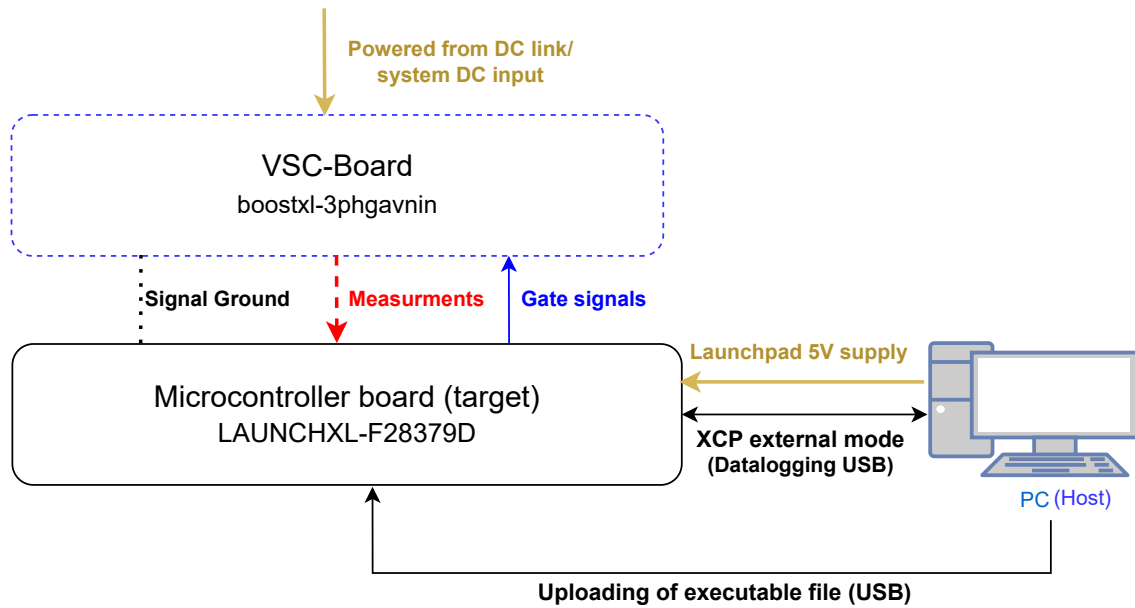 Powered from DC link/
system DC input
VSC-Board
boostxl-3phgavnin
Signal Ground
Measurments
Gate signals
Launchpad 5V supply
Microcontroller board (target)
LAUNCHXL-F28379D
XCP external mode
(Datalogging USB)
PC (Host)
Uploading of executable file (USB)